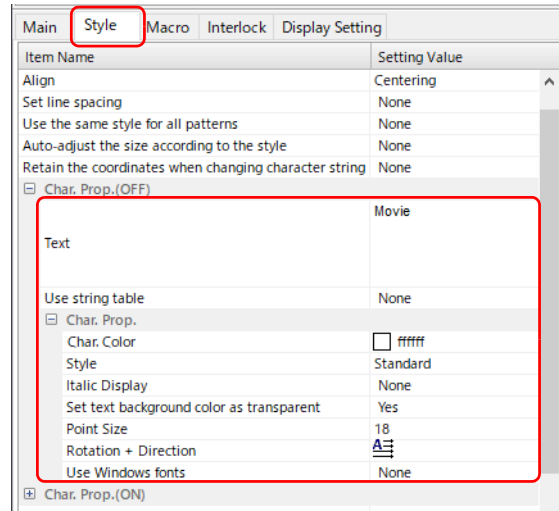 Main Style Macro Interlock Display Setting
Item Name Setting Value
Align Centering
Set line spacing None
Use the same style for all patterns None
Auto-adjust the size according to the style None
Retain the coordinates when changing character string None
Char. Prop.(OFF)
Text Movie
Use string table None
Char. Prop.
Char. Color ffffff
Style Standard
Italic Display None
Set text background color as transparent Yes
Point Size 18
Rotation + Direction A
Use Windows fonts None
Char. Prop.(ON)